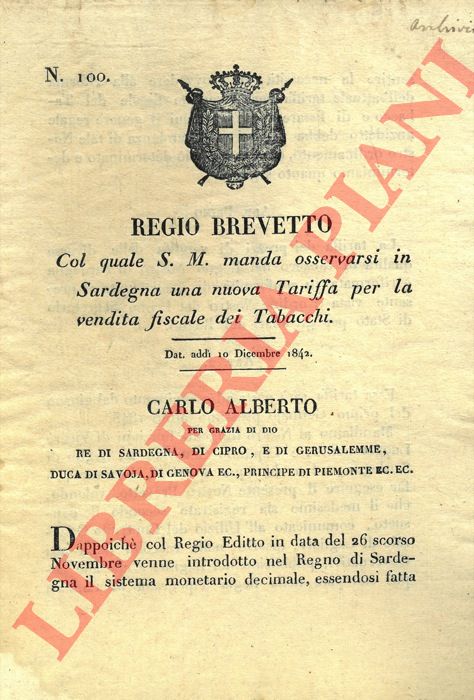 Archivio
N. 100.
REGIO BREVETTO
Col quale S. M. manda osservarsi in
Sardegna una nuova Tariffa per la
vendita fiscale dei Tabacchi.
Dat. addì 10 Dicembre 1842.
CARLO ALBERTO
PER GRAZIA DI DIO
RE DI SARDEGNA, DI CIPRO, E DI GERUSALEMME,
DUCA DI SAVOJA, DI GENOVA EC., PRINCIPE DI PIEMONTE EC. EC.
Dappoichè col Regio Editto in data del 26 scorso
Novembre venne introdotto nel Regno di Sarde-
gna il sistema monetario decimale, essendosi fatta
LIBRERIA PIANI